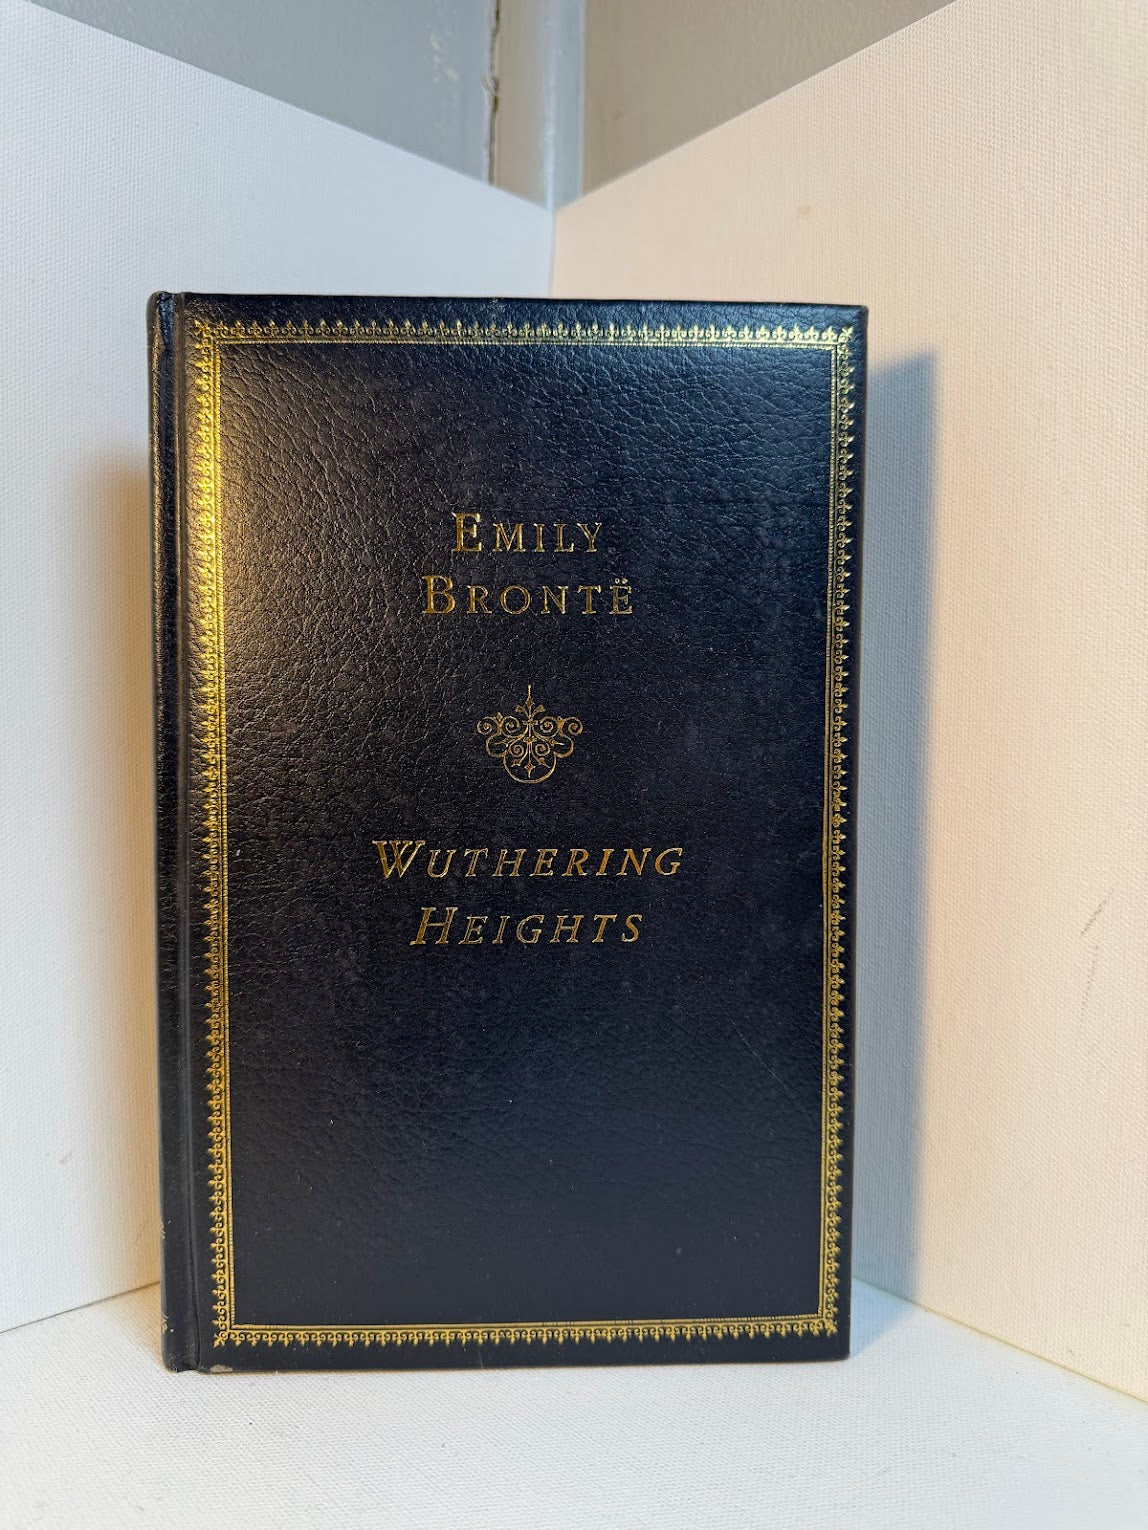 EMILY
BRONTË
WUTHERING
HEIGHTS